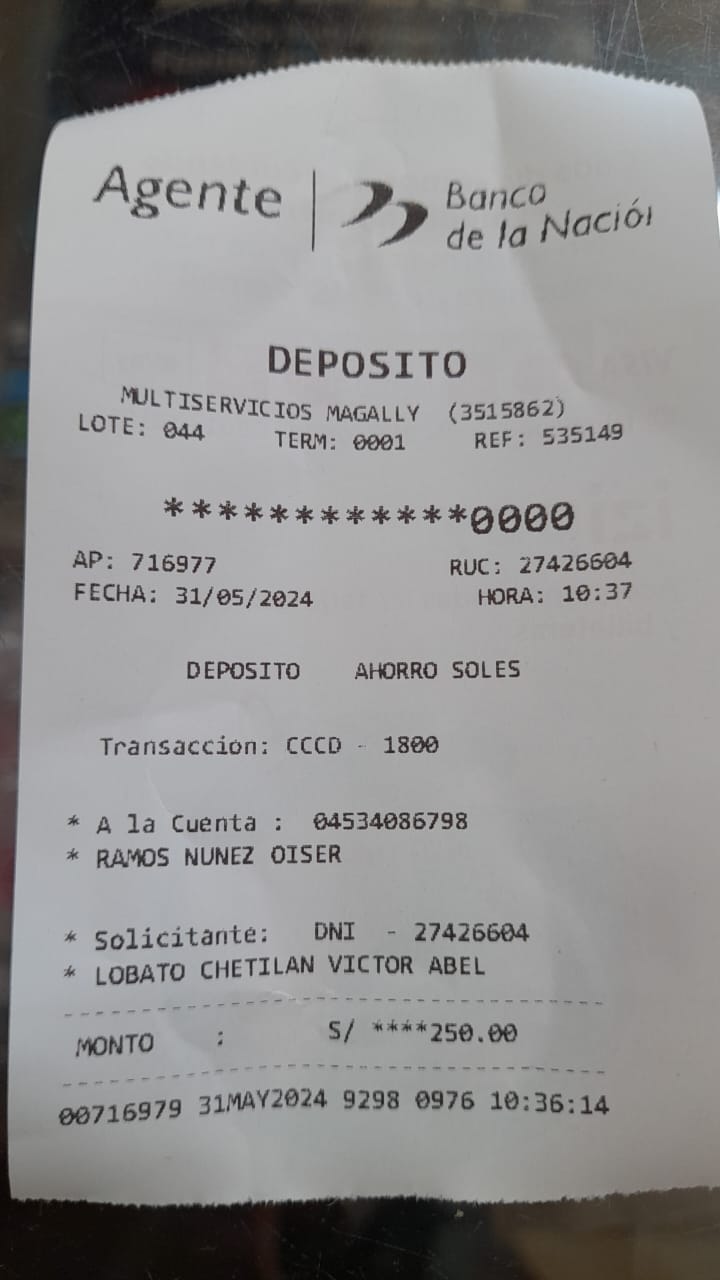 Agente | Banco
de la Nación
DEPOSITO
MULTISERVICIOS MAGALLY (3515862)
LOTE: 044 TERM: 0001 REF: 535149
************0000
AP: 716977 RUC: 27426604
FECHA: 31/05/2024 HORA: 10:37
DEPOSITO AHORRO SOLES
Transaccion: CCCD - 1800
* A la Cuenta : 04534086798
* RAMOS NUNEZ OISER
* Solicitante: DNI - 27426604
* LOBATO CHETILAN VICTOR ABEL
MONTO : S/ ****250.00
00716979 31MAY2024 9298 0976 10:36:14